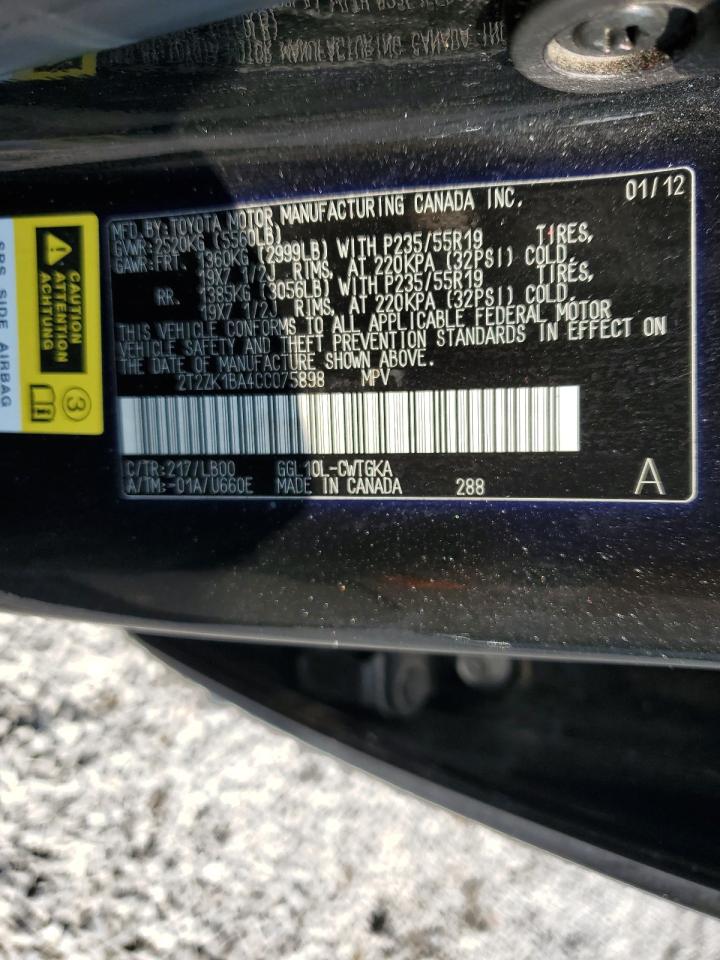 MFD. BY: TOYOTA MOTOR MANUFACTURING CANADA INC. 01/12
GVWR: 2520KG (5560LB)
GAWR: FRT. 1360KG (2999LB) WITH P235/55R19 TIRES,
19X7 1/2J RIMS, AT 220KPA (32PSI) COLD.
RR. 1385KG (3056LB) WITH P235/55R19 TIRES,
19X7 1/2J RIMS, AT 220KPA (32PSI) COLD.
THIS VEHICLE CONFORMS TO ALL APPLICABLE FEDERAL MOTOR
VEHICLE SAFETY AND THEFT PREVENTION STANDARDS IN EFFECT ON
THE DATE OF MANUFACTURE SHOWN ABOVE.
2T2ZK1BA4CC075898 MPV
C/TR: 217/LB00 GGL10L-CWTGKA
A/TM: -01A/U660E MADE IN CANADA 288 A
CAUTION
ATTENTION
3
SRS SIDE AIRBAG